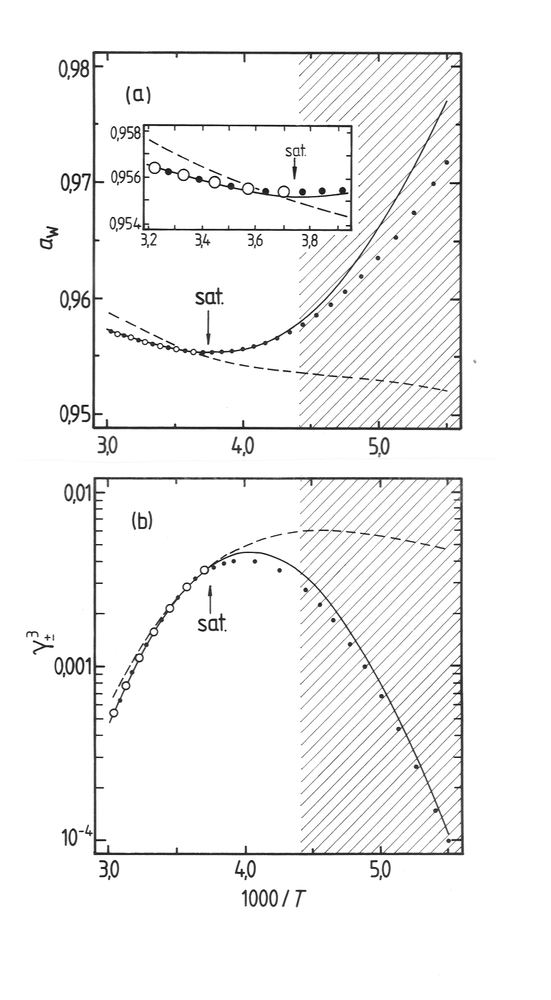 0,98
(a)
0,958
sat.
0,956
0,97
0,954
3,2 3,4 3,6 3,8
a_w
0,96
sat.
0,95
3,0 4,0 5,0
0,01
(b)
sat.
γ±³
0,001
10⁻⁴
3,0 4,0 5,0
1000/T